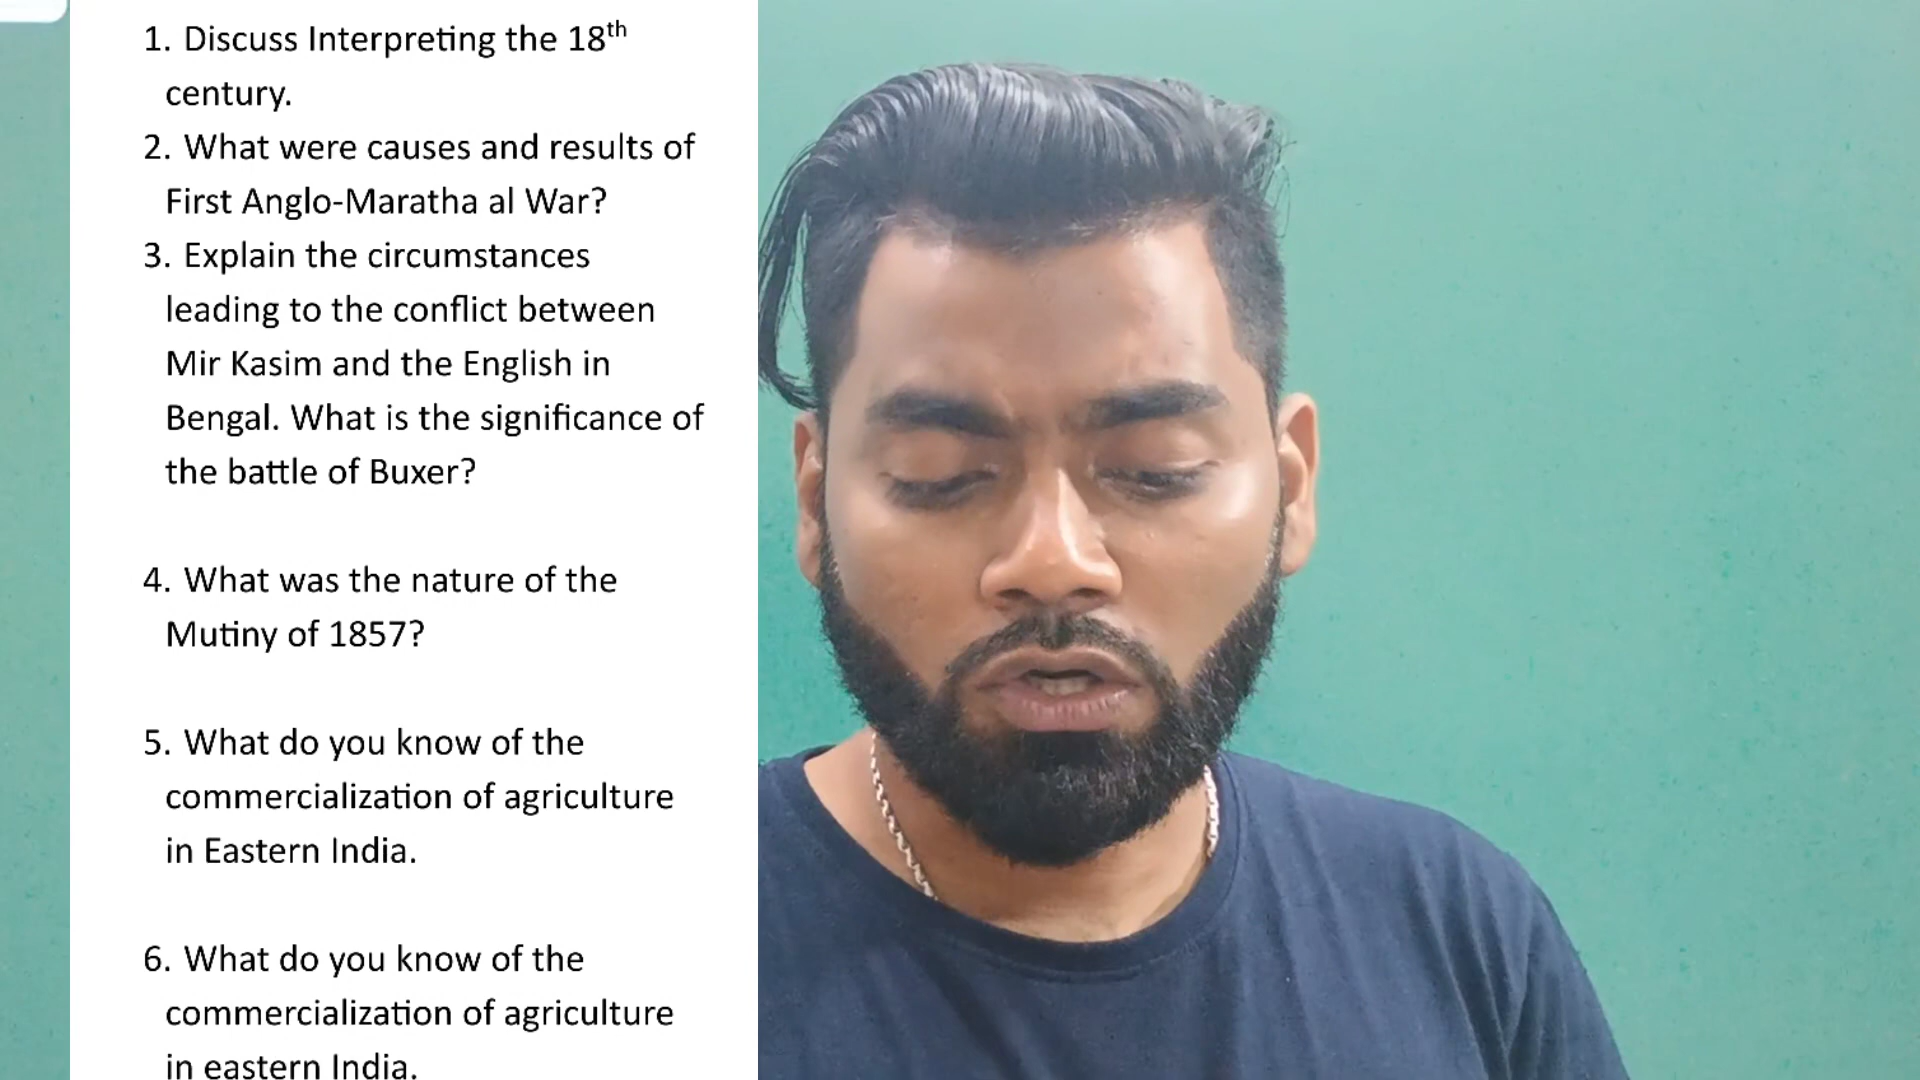 1. Discuss Interpreting the 18th
century.
2. What were causes and results of
First Anglo-Maratha al War?
3. Explain the circumstances
leading to the conflict between
Mir Kasim and the English in
Bengal. What is the significance of
the battle of Buxer?
4. What was the nature of the
Mutiny of 1857?
5. What do you know of the
commercialization of agriculture
in Eastern India.
6. What do you know of the
commercialization of agriculture
in eastern India.